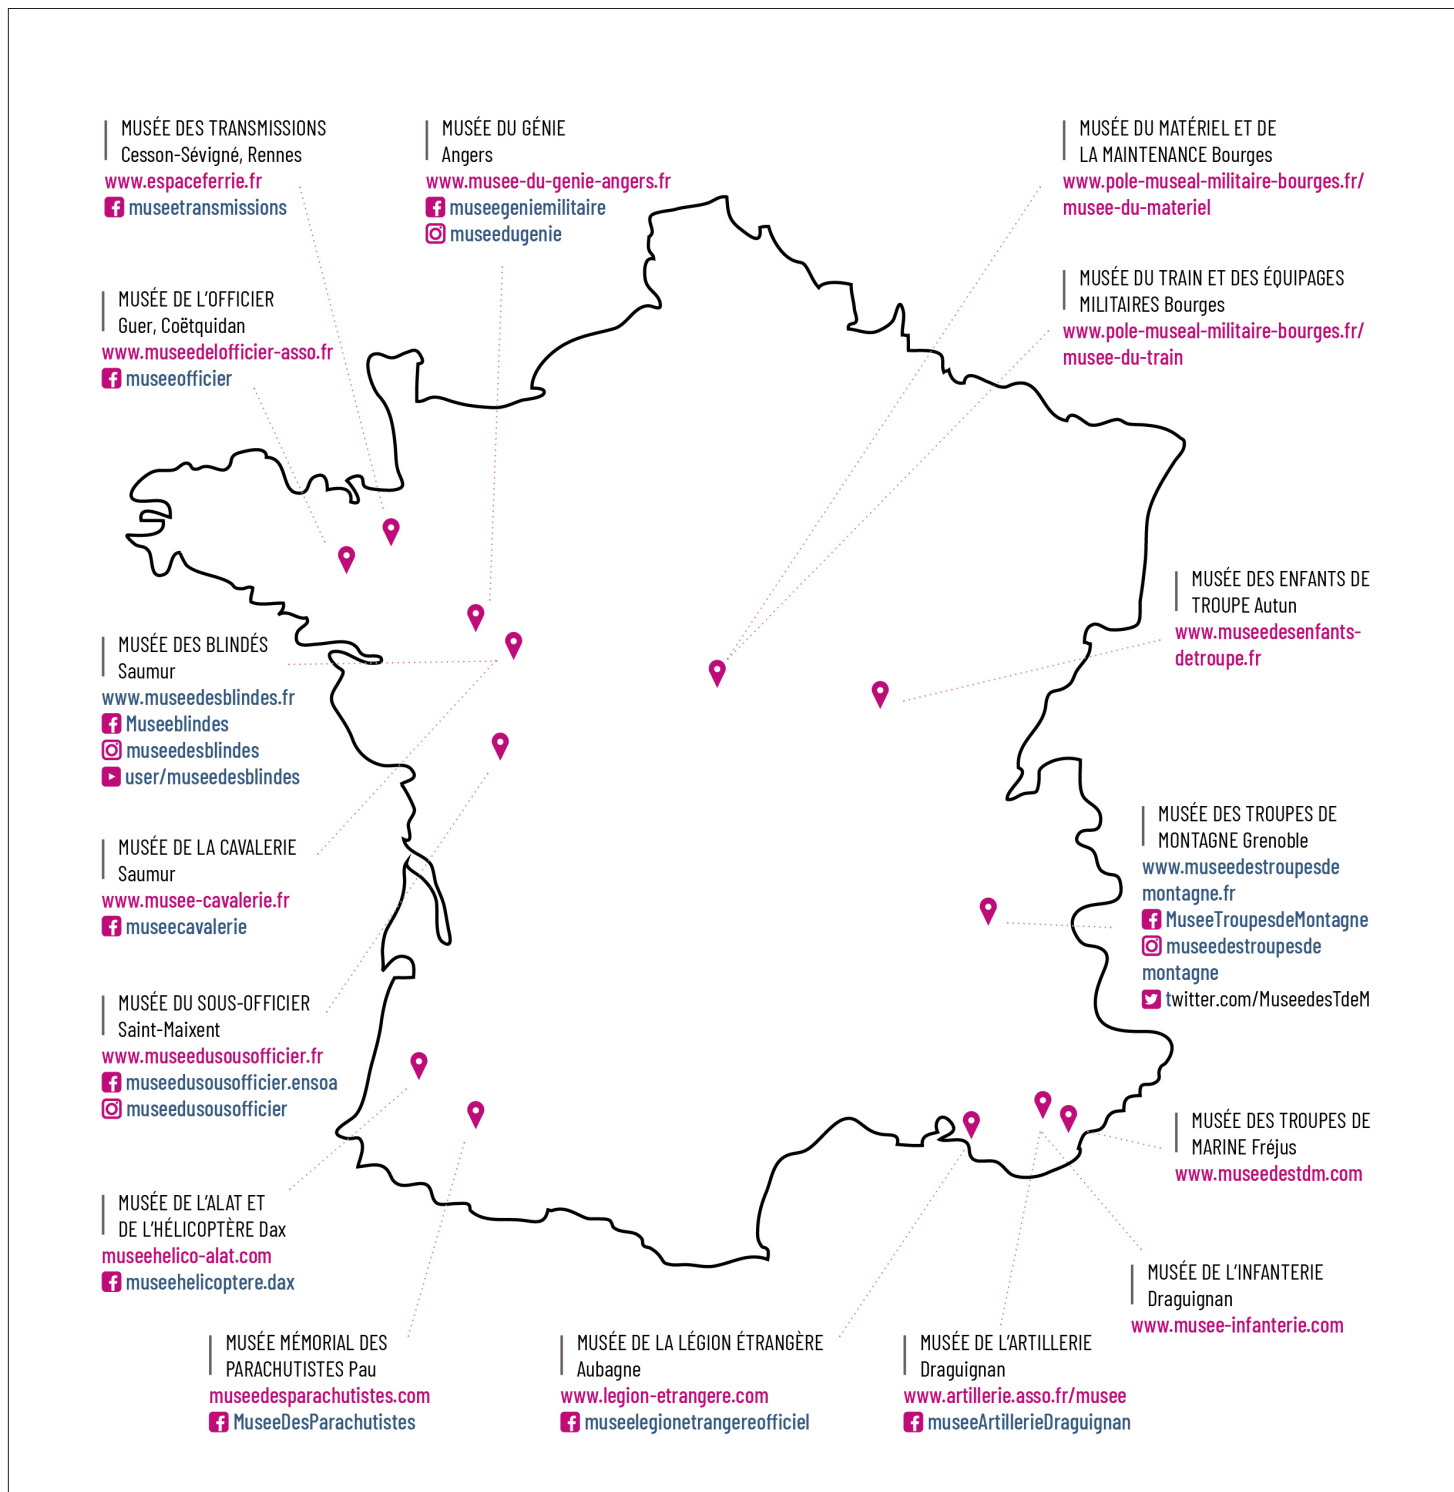 MUSÉE DES TRANSMISSIONS
Cesson-Sévigné, Rennes
www.espaceferrie.fr
museetransmissions
MUSÉE DU GÉNIE
Angers
www.musee-du-genie-angers.fr
museegeniemilitaire
museedugenie
MUSÉE DU MATÉRIEL ET DE
LA MAINTENANCE Bourges
www.pole-museal-militaire-bourges.fr/
musee-du-materiel
MUSÉE DE L'OFFICIER
Guer, Coëtquidan
www.museedelofficier-asso.fr
museeofficier
MUSÉE DU TRAIN ET DES ÉQUIPAGES
MILITAIRES Bourges
www.pole-museal-militaire-bourges.fr/
musee-du-train
MUSÉE DES ENFANTS DE
TROUPE Autun
www.museedesenfants-
detroupe.fr
MUSÉE DES BLINDÉS
Saumur
www.museedesblindes.fr
Museeblindes
museedesblindes
user/museedesblindes
MUSÉE DES TROUPES DE
MONTAGNE Grenoble
www.museedestroupesde
montagne.fr
MuseeTroupesdeMontagne
museedestroupesde
montagne
twitter.com/MuseedesTdeM
MUSÉE DE LA CAVALERIE
Saumur
www.musee-cavalerie.fr
museecavalerie
MUSÉE DU SOUS-OFFICIER
Saint-Maixent
www.museedusousofficier.fr
museedusousofficier.ensoa
museedusousofficier
MUSÉE DES TROUPES DE
MARINE Fréjus
www.museedestdm.com
MUSÉE DE L'ALAT ET
DE L'HÉLICOPTÈRE Dax
museehelico-alat.com
museehelicoptere.dax
MUSÉE DE L'INFANTERIE
Draguignan
www.musee-infanterie.com
MUSÉE MÉMORIAL DES
PARACHUTISTES Pau
museedesparachutistes.com
MuseeDesParachutistes
MUSÉE DE LA LÉGION ÉTRANGÈRE
Aubagne
www.legion-etrangere.com
museelegionetrangereofficiel
MUSÉE DE L'ARTILLERIE
Draguignan
www.artillerie.asso.fr/musee
museeArtillerieDraguignan